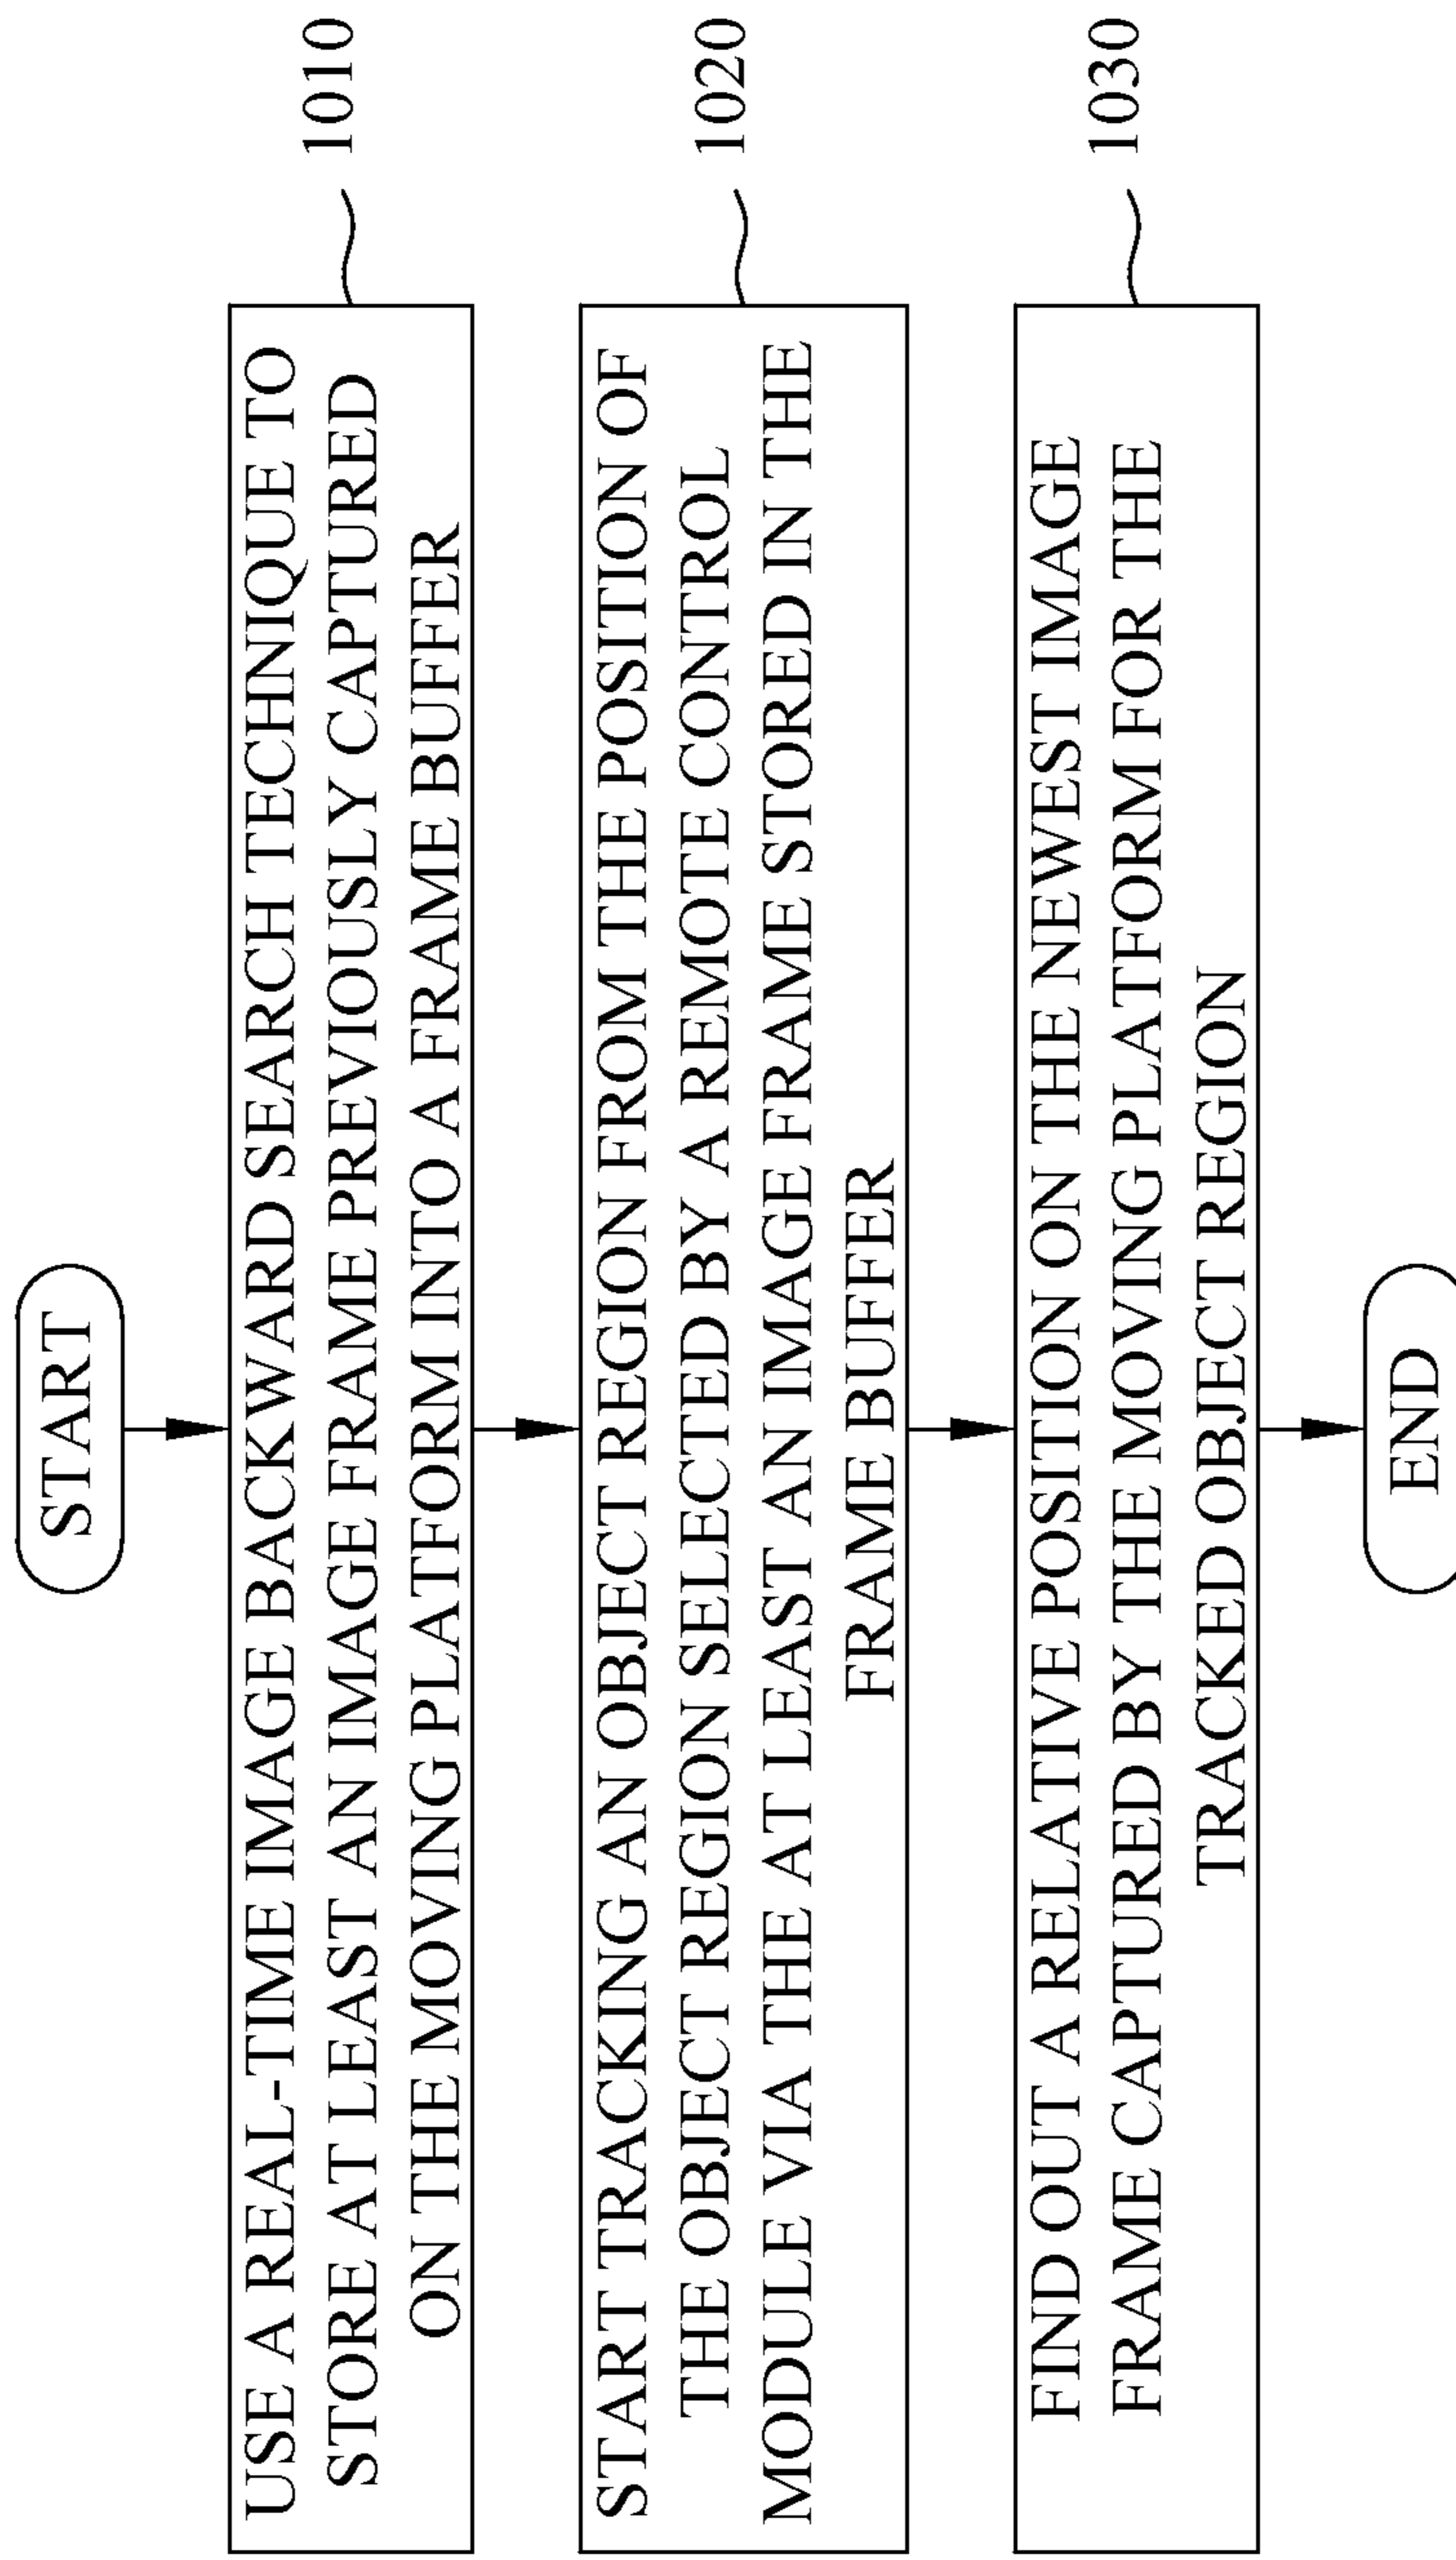 START
USE A REAL-TIME IMAGE BACKWARD SEARCH TECHNIQUE TO
STORE AT LEAST AN IMAGE FRAME PREVIOUSLY CAPTURED
ON THE MOVING PLATFORM INTO A FRAME BUFFER
1010
START TRACKING AN OBJECT REGION FROM THE POSITION OF
THE OBJECT REGION SELECTED BY A REMOTE CONTROL
MODULE VIA THE AT LEAST AN IMAGE FRAME STORED IN THE
FRAME BUFFER
1020
FIND OUT A RELATIVE POSITION ON THE NEWEST IMAGE
FRAME CAPTURED BY THE MOVING PLATFORM FOR THE
TRACKED OBJECT REGION
1030
END